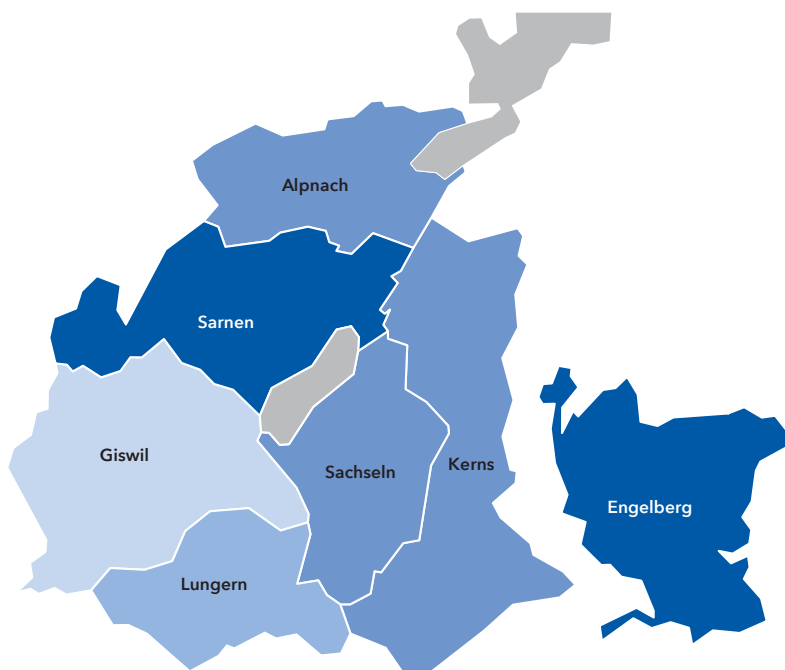 Alpnach
Sarnen
Giswil
Sachseln
Kerns
Engelberg
Lungern